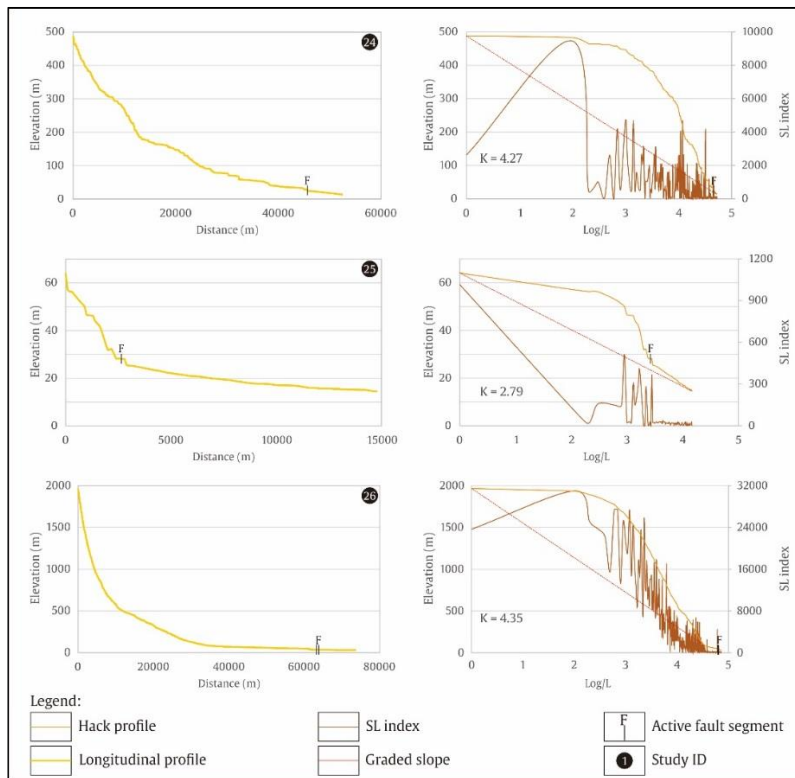 24
Elevation (m)
500
400
300
200
100
0
F
0
20000
40000
60000
Distance (m)
Elevation (m)
500
400
300
200
100
0
K = 4.27
F
10000
8000
6000
4000
2000
0
SL index
0
1
2
3
4
5
Log/L
25
Elevation (m)
60
40
20
0
F
0
5000
10000
15000
Distance (m)
Elevation (m)
60
40
20
0
K = 2.79
F
1200
900
600
300
0
SL index
0
1
2
3
4
5
Log/L
26
Elevation (m)
2000
1500
1000
500
0
F
0
20000
40000
60000
80000
Distance (m)
Elevation (m)
2000
1500
1000
500
0
K = 4.35
F
32000
24000
16000
8000
0
SL index
0
1
2
3
4
5
Log/L
Legend:
Hack profile
SL index
F
Active fault segment
Longitudinal profile
Graded slope
1
Study ID